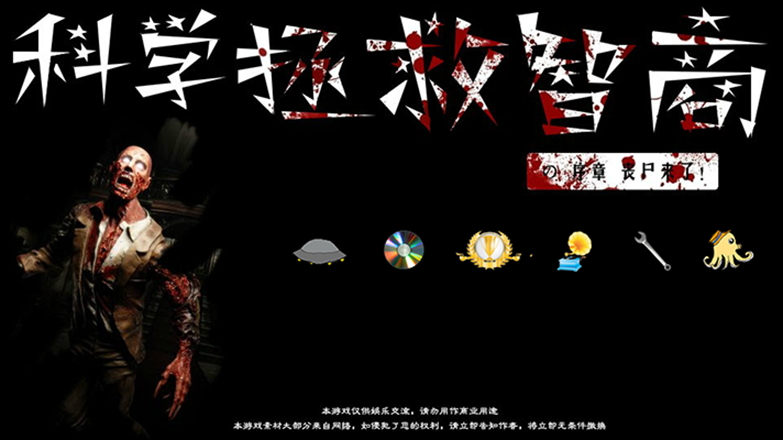 科学拯救智商
の 序章 丧尸来了!
本游戏仅供娱乐交流，请勿用作商业用途
本游戏素材大部分来自网络，如侵犯了您的权利，请立即告知作者，将立即无条件撤换